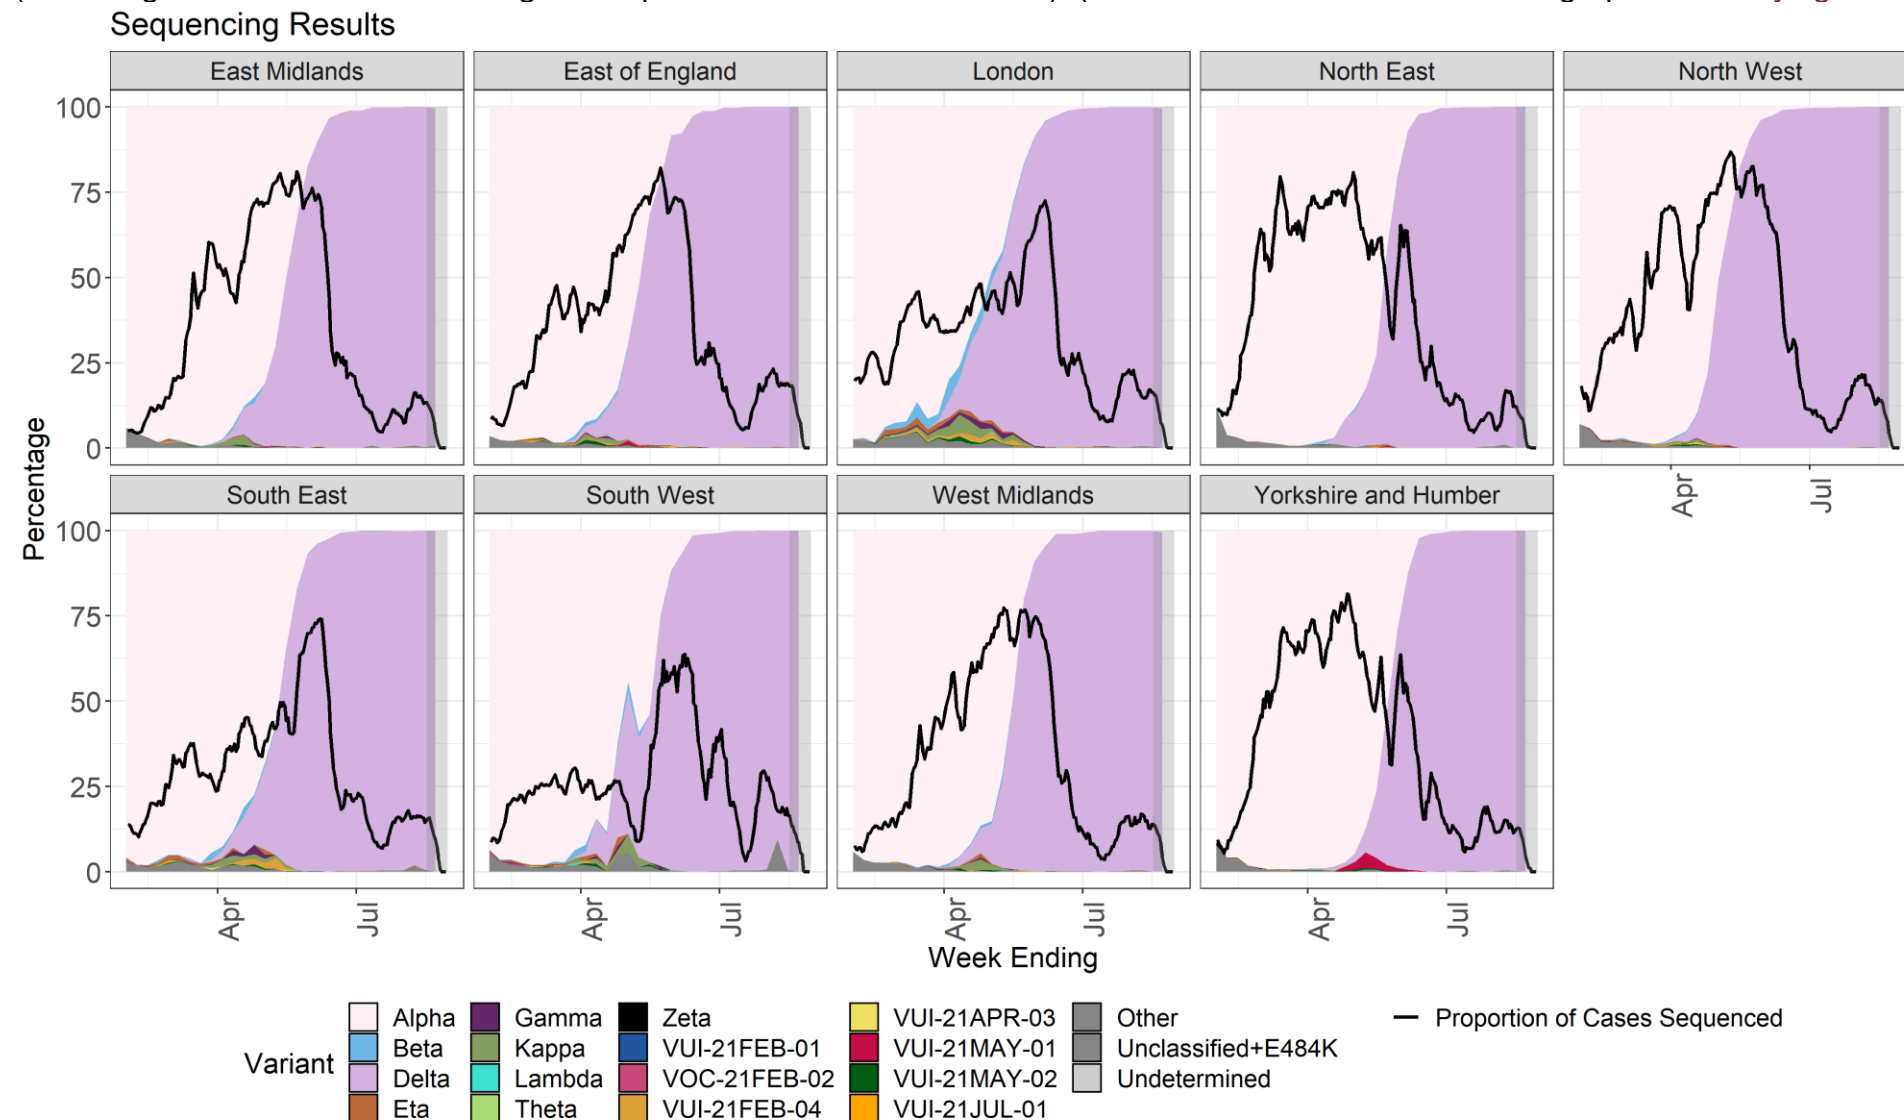 Sequencing Results
East Midlands
East of England
London
North East
North West
100
75
50
25
0
Apr
Jul
South East
South West
West Midlands
Yorkshire and Humber
100
75
50
25
0
Percentage
Apr
Jul
Apr
Jul
Apr
Jul
Apr
Jul
Week Ending
Variant
Alpha
Beta
Delta
Eta
Gamma
Kappa
Lambda
Theta
Zeta
VUI-21FEB-01
VOC-21FEB-02
VUI-21FEB-04
VUI-21APR-03
VUI-21MAY-01
VUI-21MAY-02
VUI-21JUL-01
Other
Unclassified+E484K
Undetermined
Proportion of Cases Sequenced